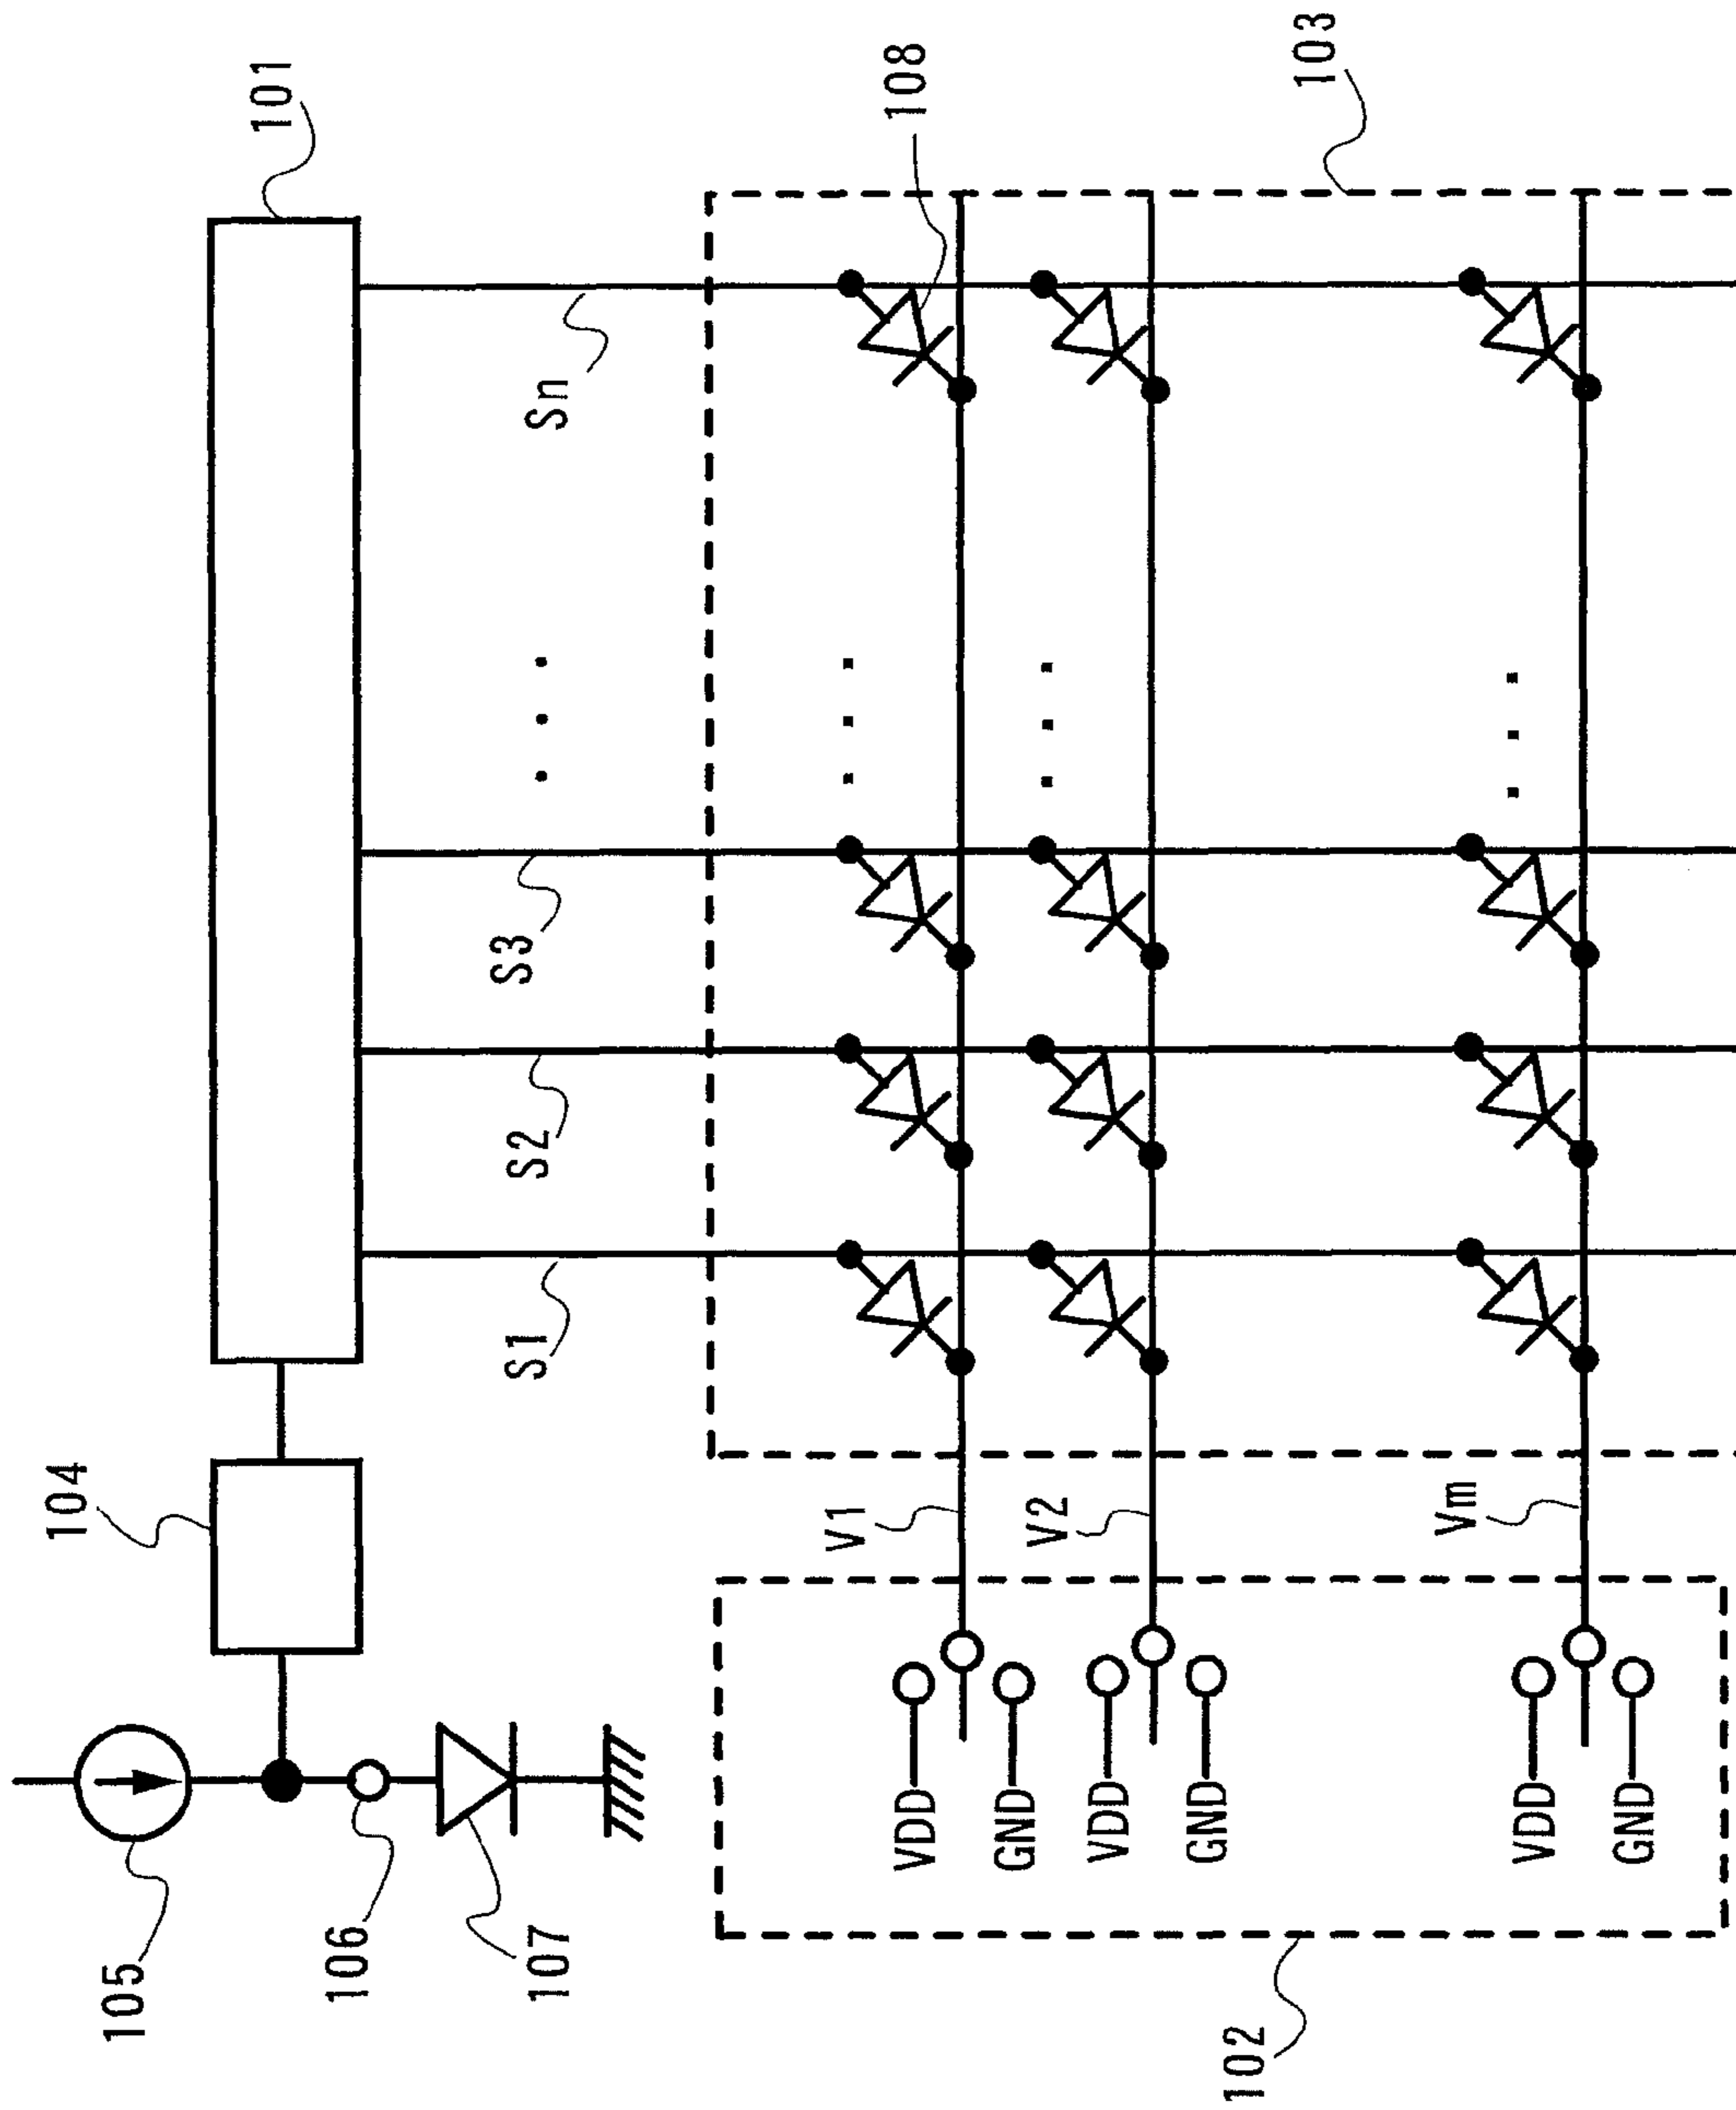 104
105
101
106
S1
S2
S3
Sn
107
V1
108
VDD
GND
V2
VDD
GND
102
103
Vm
VDD
GND